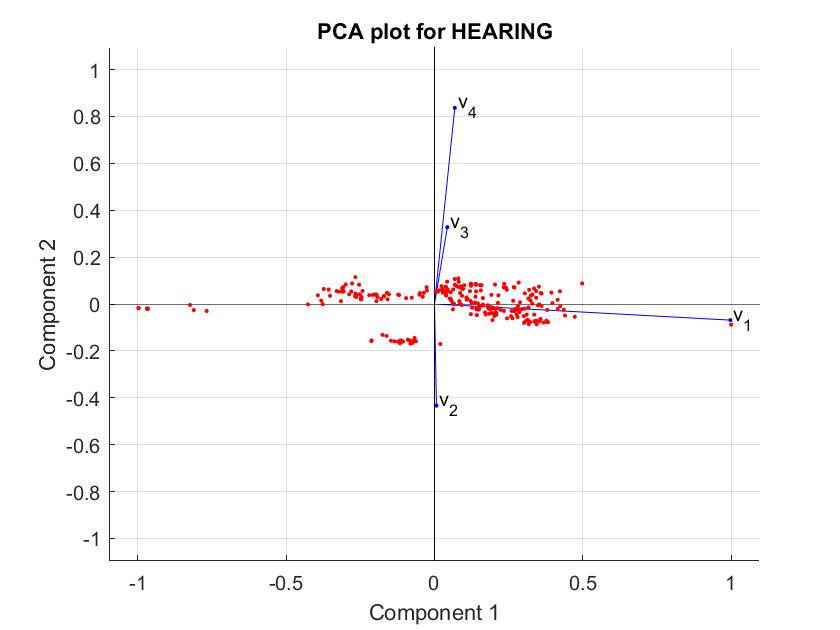 PCA plot for HEARING
1
0.8
0.6
0.4
0.2
0
-0.2
-0.4
-0.6
-0.8
-1
Component 2
v4
v3
v1
v2
-1 -0.5 0 0.5 1
Component 1